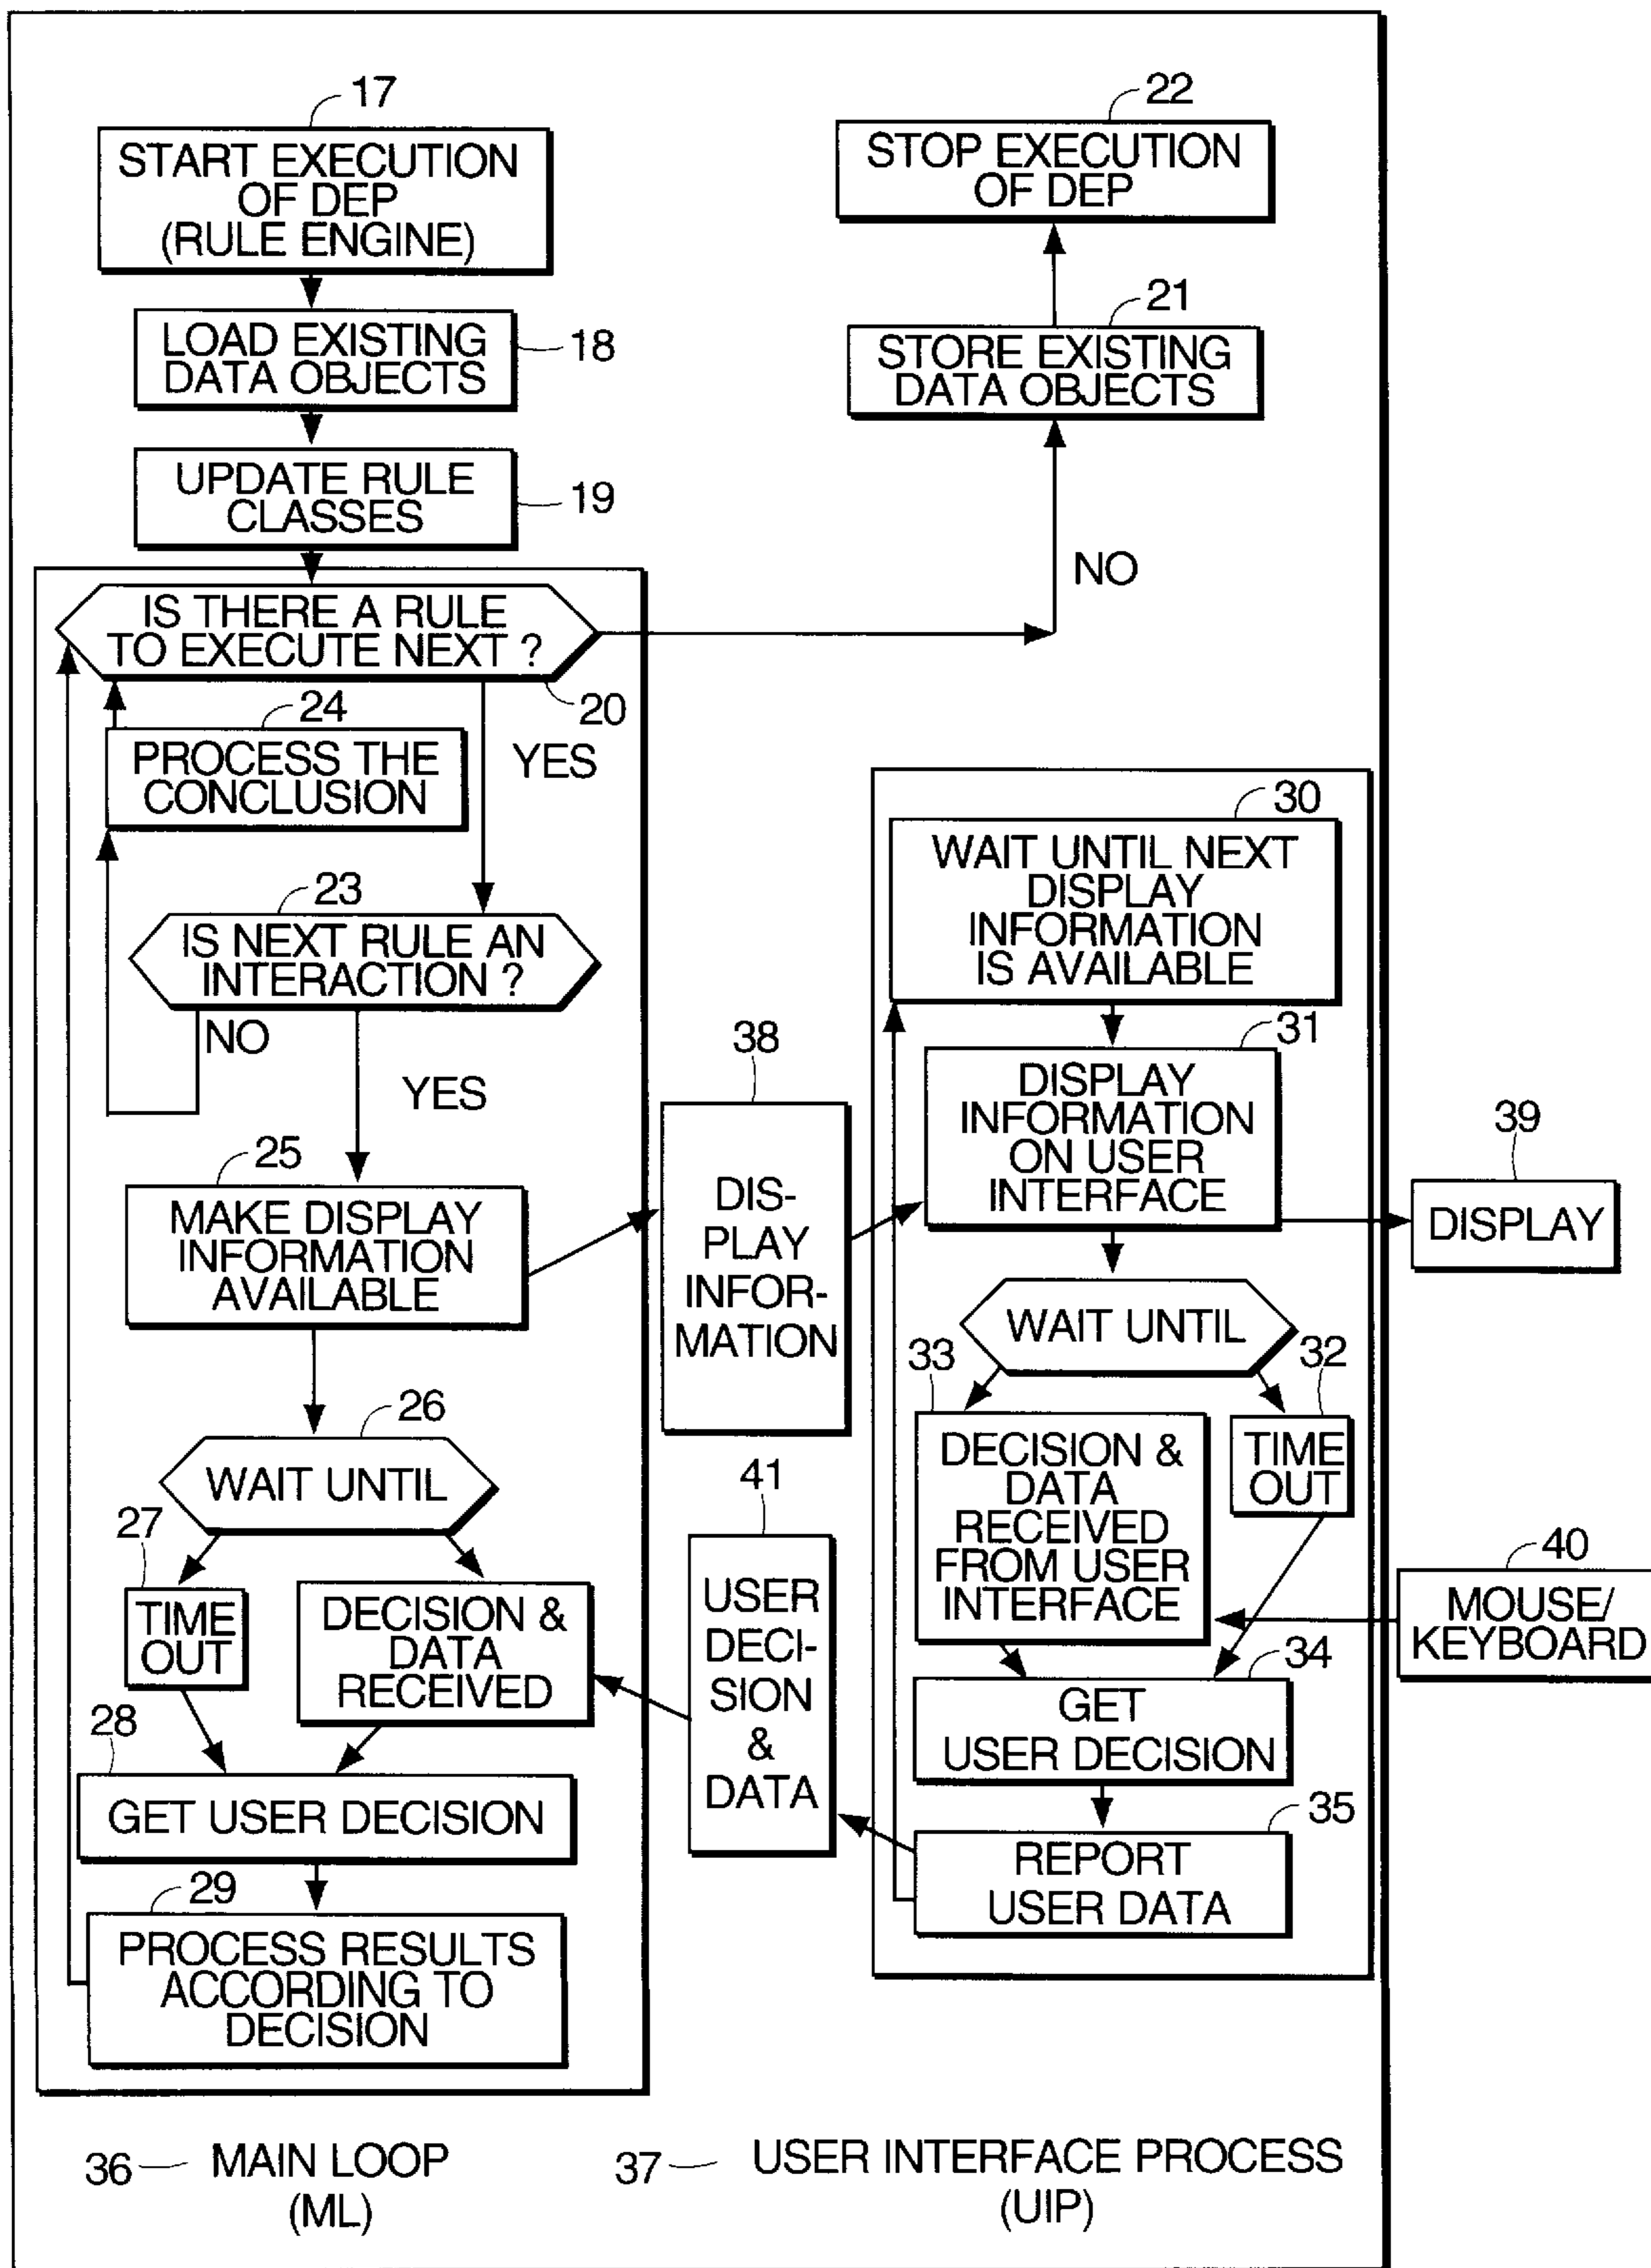 17
START EXECUTION
OF DEP
(RULE ENGINE)
22
STOP EXECUTION
OF DEP
LOAD EXISTING
DATA OBJECTS
18
21
STORE EXISTING
DATA OBJECTS
UPDATE RULE
CLASSES
19
IS THERE A RULE
TO EXECUTE NEXT ?
20
NO
24
PROCESS THE
CONCLUSION
YES
23
IS NEXT RULE AN
INTERACTION ?
NO
YES
25
MAKE DISPLAY
INFORMATION
AVAILABLE
26
WAIT UNTIL
27
TIME
OUT
DECISION &
DATA
RECEIVED
28
GET USER DECISION
29
PROCESS RESULTS
ACCORDING TO
DECISION
38
DIS-
PLAY
INFOR-
MATION
41
USER
DECI-
SION
&
DATA
30
WAIT UNTIL NEXT
DISPLAY
INFORMATION
IS AVAILABLE
31
DISPLAY
INFORMATION
ON USER
INTERFACE
39
DISPLAY
WAIT UNTIL
33
32
DECISION &
DATA
RECEIVED
FROM USER
INTERFACE
TIME
OUT
40
MOUSE/
KEYBOARD
34
GET
USER DECISION
35
REPORT
USER DATA
36
MAIN LOOP
(ML)
37
USER INTERFACE PROCESS
(UIP)